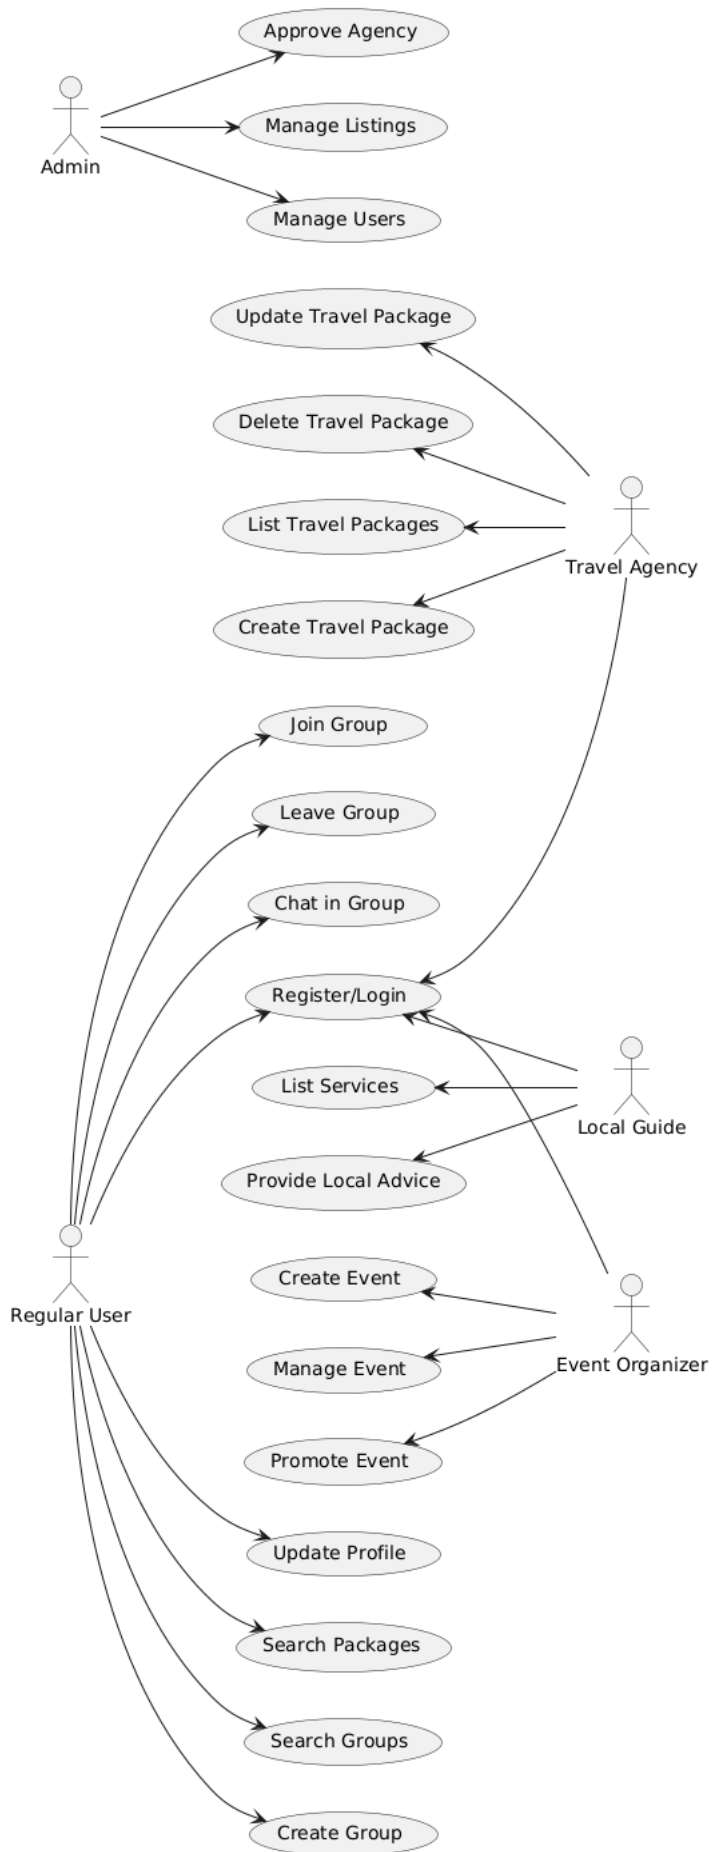 Approve Agency
Manage Listings
Admin
Manage Users
Update Travel Package
Delete Travel Package
List Travel Packages
Travel Agency
Create Travel Package
Join Group
Leave Group
Chat in Group
Register/Login
List Services
Local Guide
Provide Local Advice
Create Event
Regular User
Manage Event
Event Organizer
Promote Event
Update Profile
Search Packages
Search Groups
Create Group